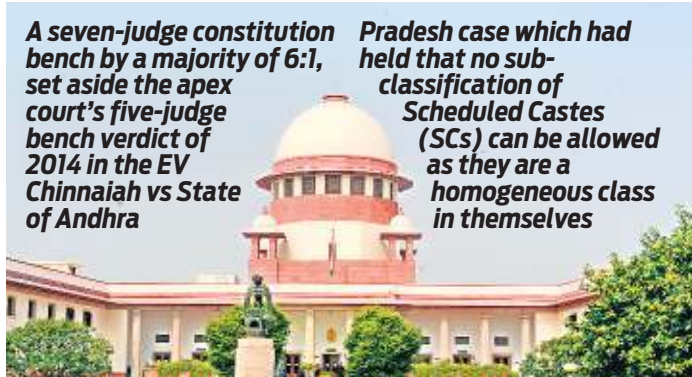 A seven-judge constitution
bench by a majority of 6:1,
set aside the apex
court's five-judge
bench verdict of
2014 in the EV
Chinnaiah vs State
of Andhra
Pradesh case which had
held that no sub-
classification of
Scheduled Castes
(SCs) can be allowed
as they are a
homogeneous class
in themselves